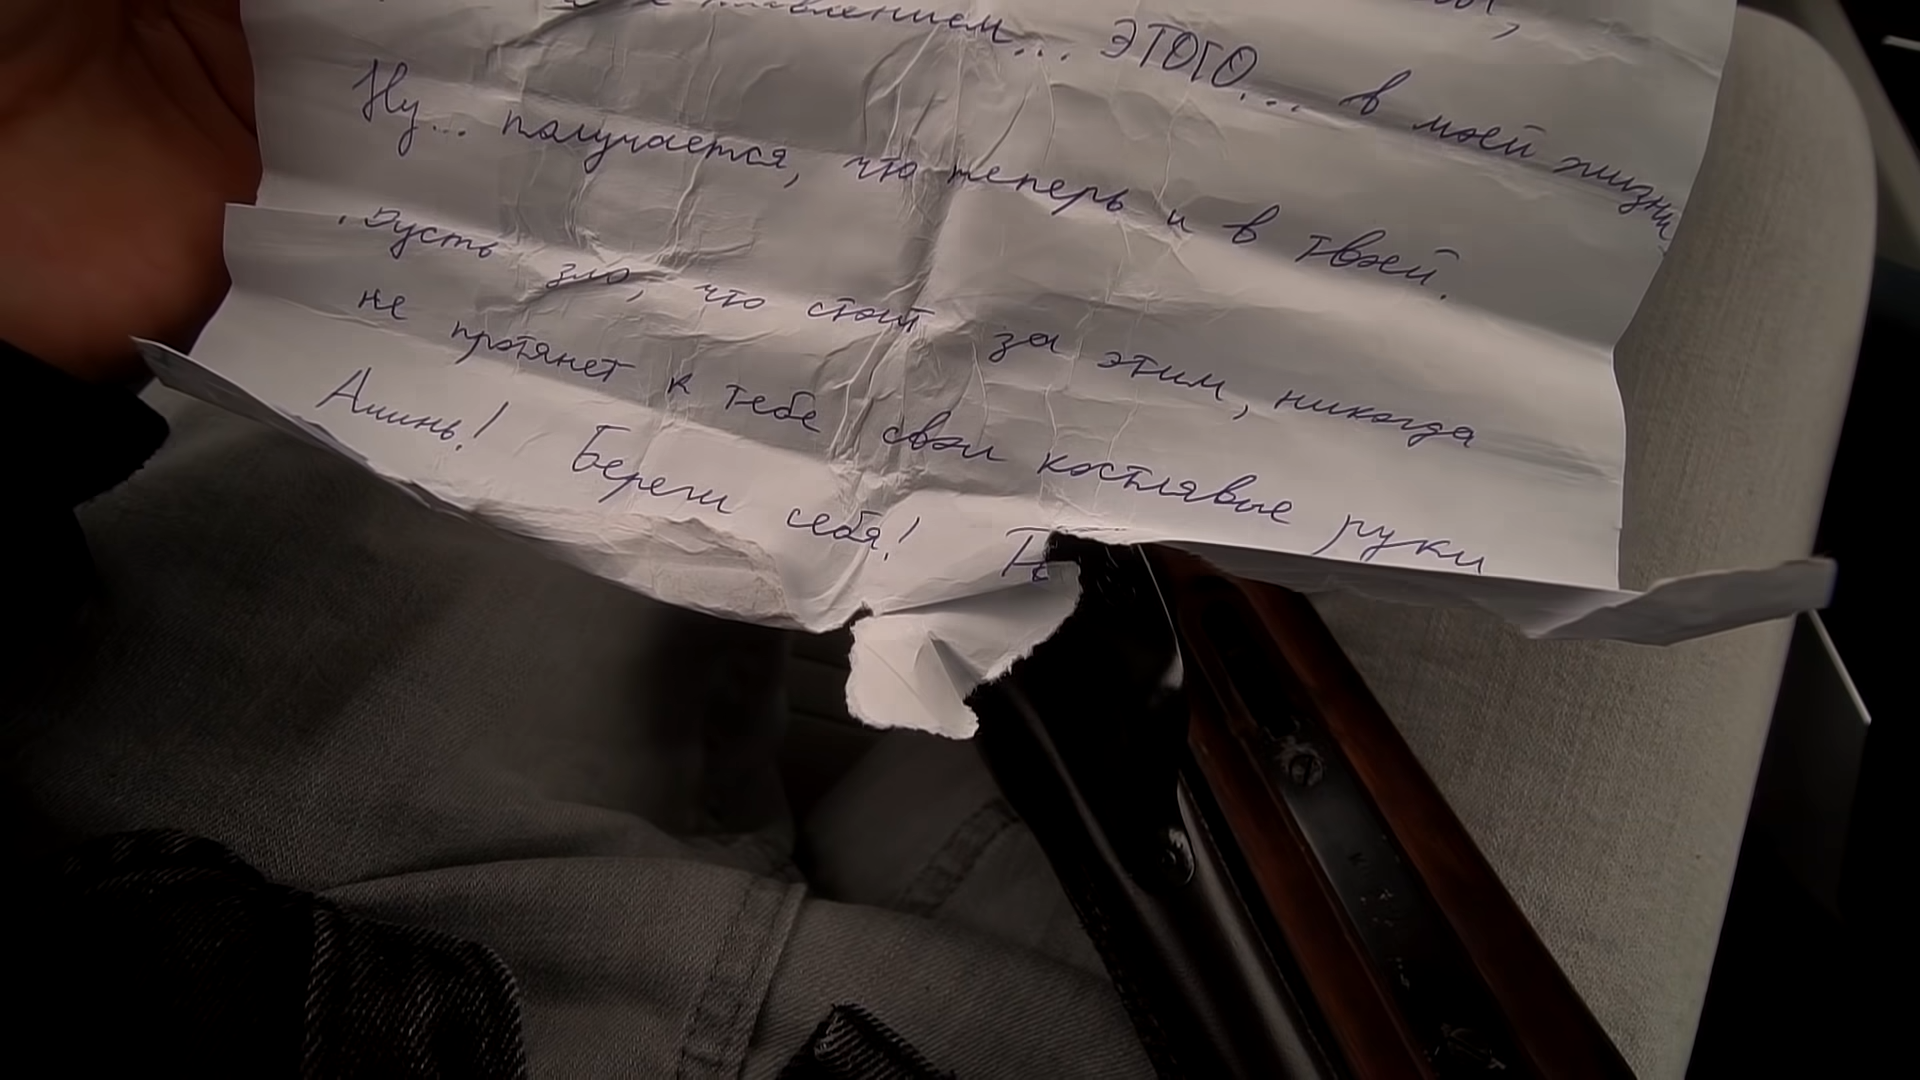 ЭТОГО... в моей жизни.
Ну... получается, что теперь и в твоей.
Пусть зло, что стоит за этим, никогда
не протянет к тебе свои костлявые руки
Аминь! Береги себя!